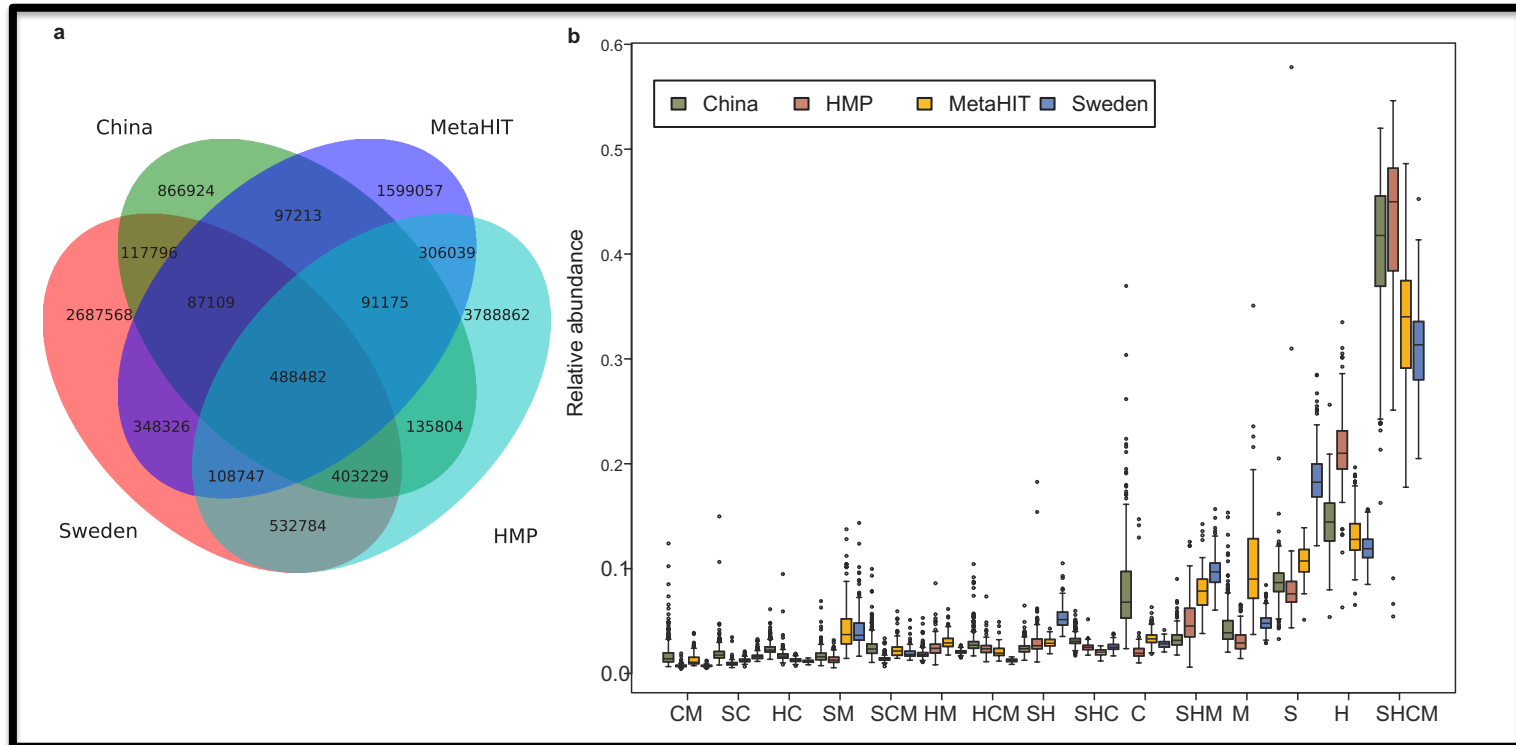 a
China
MetaHIT
866924
1599057
97213
117796
306039
87109
91175
2687568
3788862
488482
348326
135804
108747
403229
532784
Sweden
HMP
b
China HMP MetaHIT Sweden
Relative abundance
0.6
0.5
0.4
0.3
0.2
0.1
0.0
CM SC HC SM SCM HM HCM SH SHC C SHM M S H SHCM